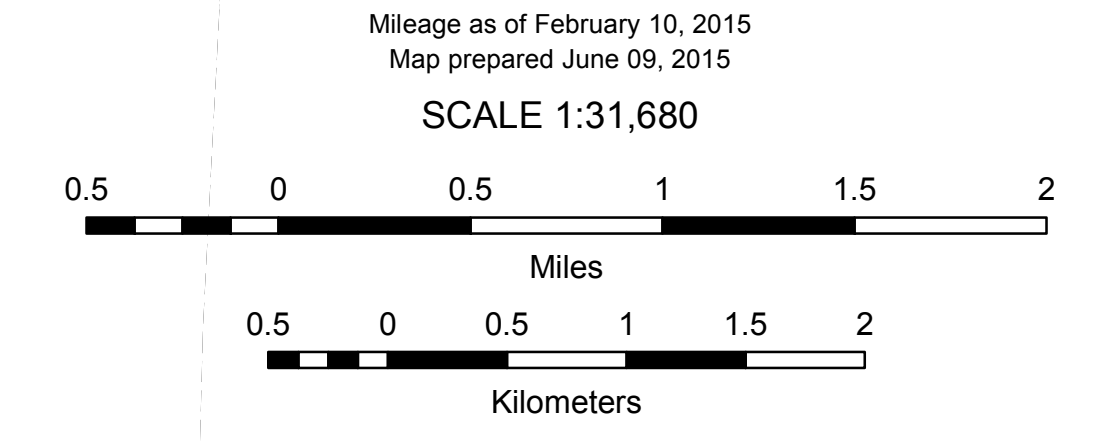 Mileage as of February 10, 2015
Map prepared June 09, 2015
SCALE 1:31,680
0.5 0 0.5 1 1.5 2
Miles
0.5 0 0.5 1 1.5 2
Kilometers